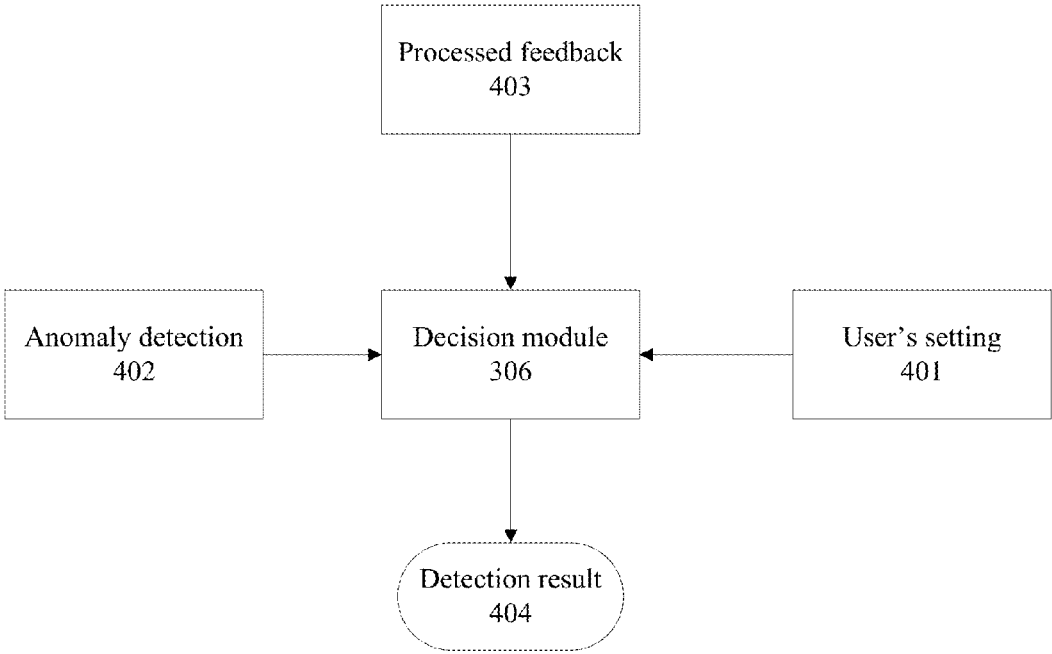 Processed feedback
403
Anomaly detection
402
Decision module
306
User's setting
401
Detection result
404